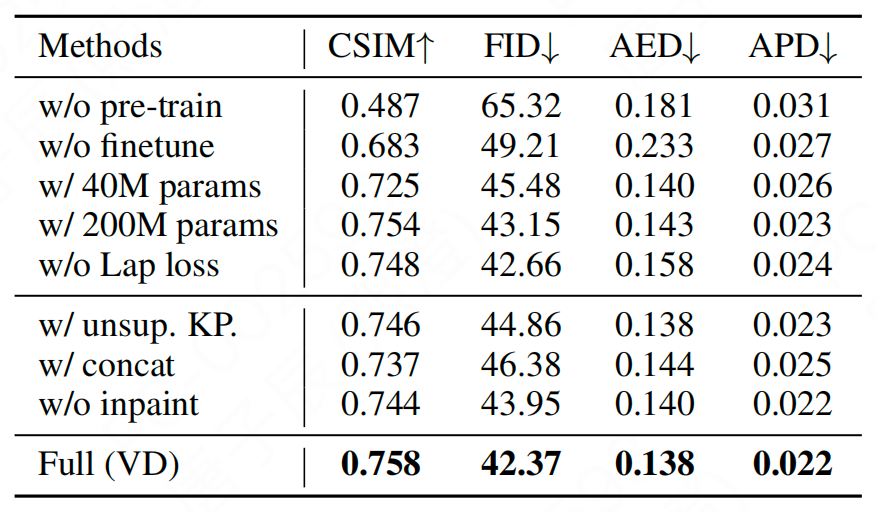 Methods CSIM↑ FID↓ AED↓ APD↓
w/o pre-train 0.487 65.32 0.181 0.031
w/o finetune 0.683 49.21 0.233 0.027
w/ 40M params 0.725 45.48 0.140 0.026
w/ 200M params 0.754 43.15 0.143 0.023
w/o Lap loss 0.748 42.66 0.158 0.024
w/ unsup. KP. 0.746 44.86 0.138 0.023
w/ concat 0.737 46.38 0.144 0.025
w/o inpaint 0.744 43.95 0.140 0.022
Full (VD) 0.758 42.37 0.138 0.022